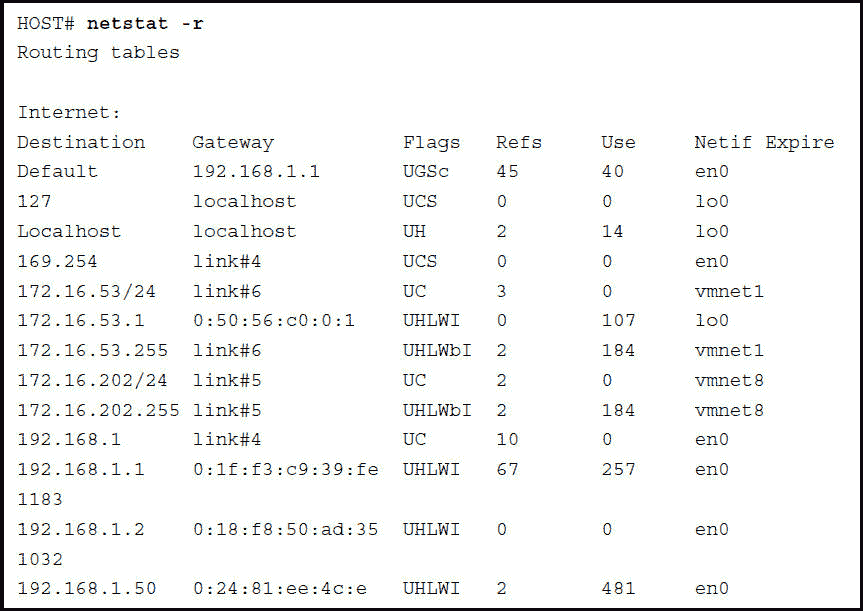 HOST# netstat -r
Routing tables
Internet:
Destination Gateway Flags Refs Use Netif Expire
Default 192.168.1.1 UGSc 45 40 en0
127 localhost UCS 0 0 lo0
Localhost localhost UH 2 14 lo0
169.254 link#4 UCS 0 0 en0
172.16.53/24 link#6 UC 3 0 vmnet1
172.16.53.1 0:50:56:c0:0:1 UHLWI 0 107 lo0
172.16.53.255 link#6 UHLWbI 2 184 vmnet1
172.16.202/24 link#5 UC 2 0 vmnet8
172.16.202.255 link#5 UHLWbI 2 184 vmnet8
192.168.1 link#4 UC 10 0 en0
192.168.1.1 0:1f:f3:c9:39:fe UHLWI 67 257 en0
1183
192.168.1.2 0:18:f8:50:ad:35 UHLWI 0 0 en0
1032
192.168.1.50 0:24:81:ee:4c:e UHLWI 2 481 en0